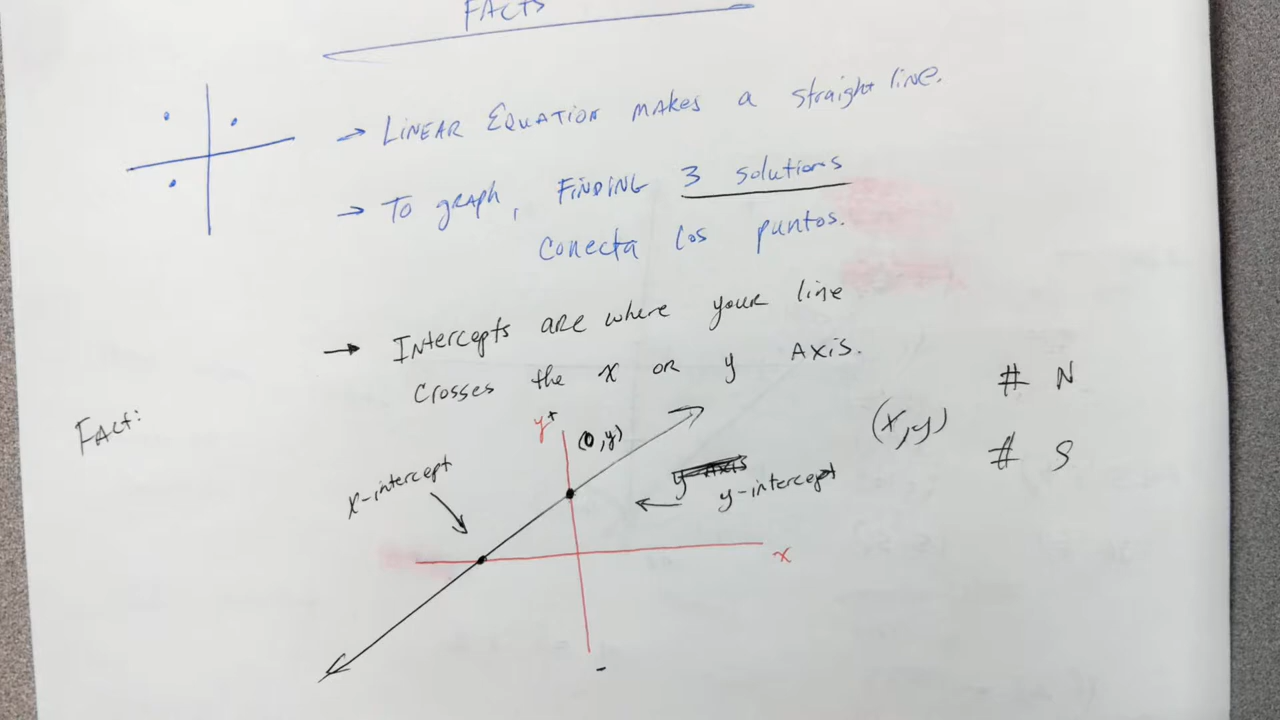 FACTS
→ LINEAR EQUATION makes a straight line.
→ To graph, FINDING 3 solutions
Conecta los puntos.
→ Intercepts are where your line
crosses the x or y Axis.
Fact:
# N
(x,y)
# S
y+
(0,y)
x-intercept
y-Axis
y-intercept
x
-